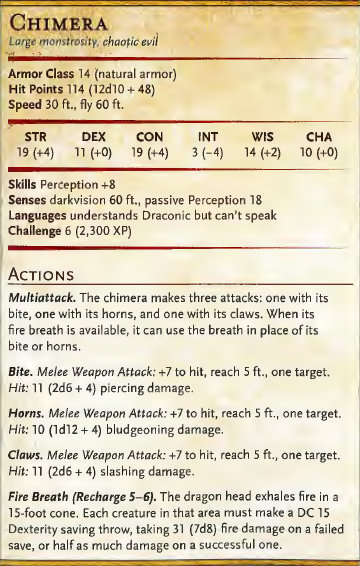 CHIMERA
Large monstrosity, chaotic evil
Armor Class 14 (natural armor)
Hit Points 114 (12d10 + 48)
Speed 30 ft., fly 60 ft.
STR DEX CON INT WIS CHA
19 (+4) 11 (+0) 19 (+4) 3 (−4) 14 (+2) 10 (+0)
Skills Perception +8
Senses darkvision 60 ft., passive Perception 18
Languages understands Draconic but can't speak
Challenge 6 (2,300 XP)
ACTIONS
Multiattack. The chimera makes three attacks: one with its
bite, one with its horns, and one with its claws. When its
fire breath is available, it can use the breath in place of its
bite or horns.
Bite. Melee Weapon Attack: +7 to hit, reach 5 ft., one target.
Hit: 11 (2d6 + 4) piercing damage.
Horns. Melee Weapon Attack: +7 to hit, reach 5 ft., one target.
Hit: 10 (1d12 + 4) bludgeoning damage.
Claws. Melee Weapon Attack: +7 to hit, reach 5 ft., one target.
Hit: 11 (2d6 + 4) slashing damage.
Fire Breath (Recharge 5–6). The dragon head exhales fire in a
15-foot cone. Each creature in that area must make a DC 15
Dexterity saving throw, taking 31 (7d8) fire damage on a failed
save, or half as much damage on a successful one.